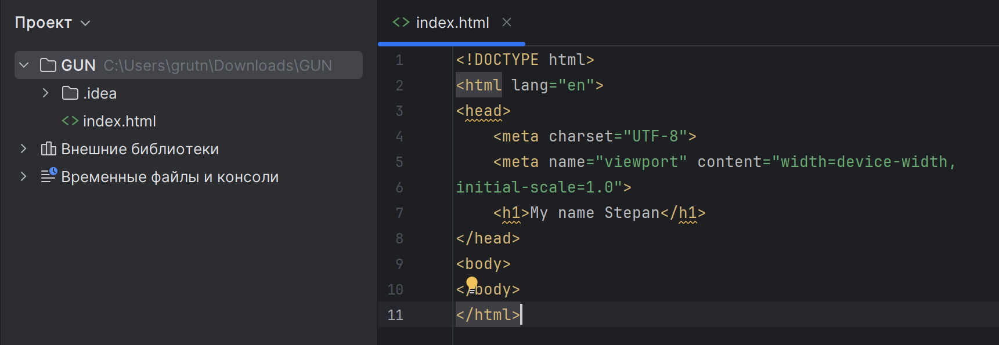 Проект
GUN C:\Users\grutn\Downloads\GUN
.idea
index.html
Внешние библиотеки
Временные файлы и консоли
index.html
1 <!DOCTYPE html>
2 <html lang="en">
3 <head>
4 <meta charset="UTF-8">
5 <meta name="viewport" content="width=device-width,
6 initial-scale=1.0">
7 <h1>My name Stepan</h1>
8 </head>
9 <body>
10 </body>
11 </html>